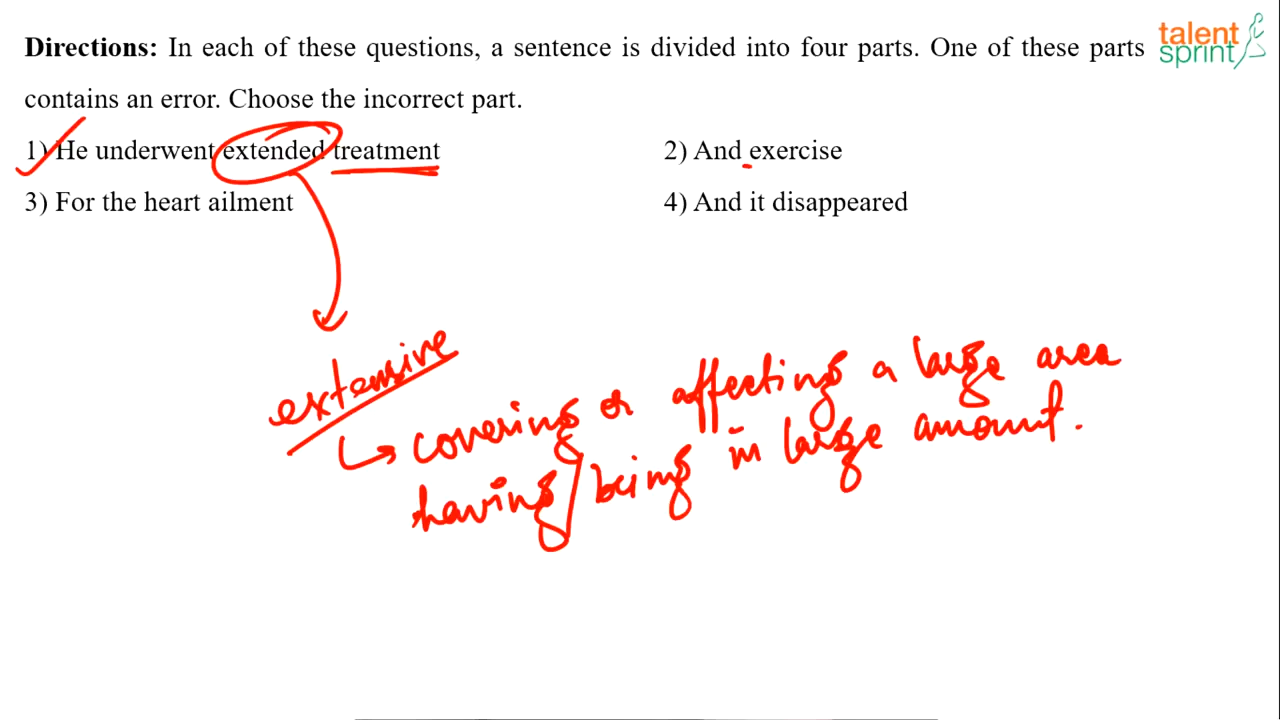 Directions: In each of these questions, a sentence is divided into four parts. One of these parts
talent
sprint
contains an error. Choose the incorrect part.
1) He underwent extended treatment
2) And exercise
3) For the heart ailment
4) And it disappeared
extensive
covering or affecting a large area
having/being in large amount.